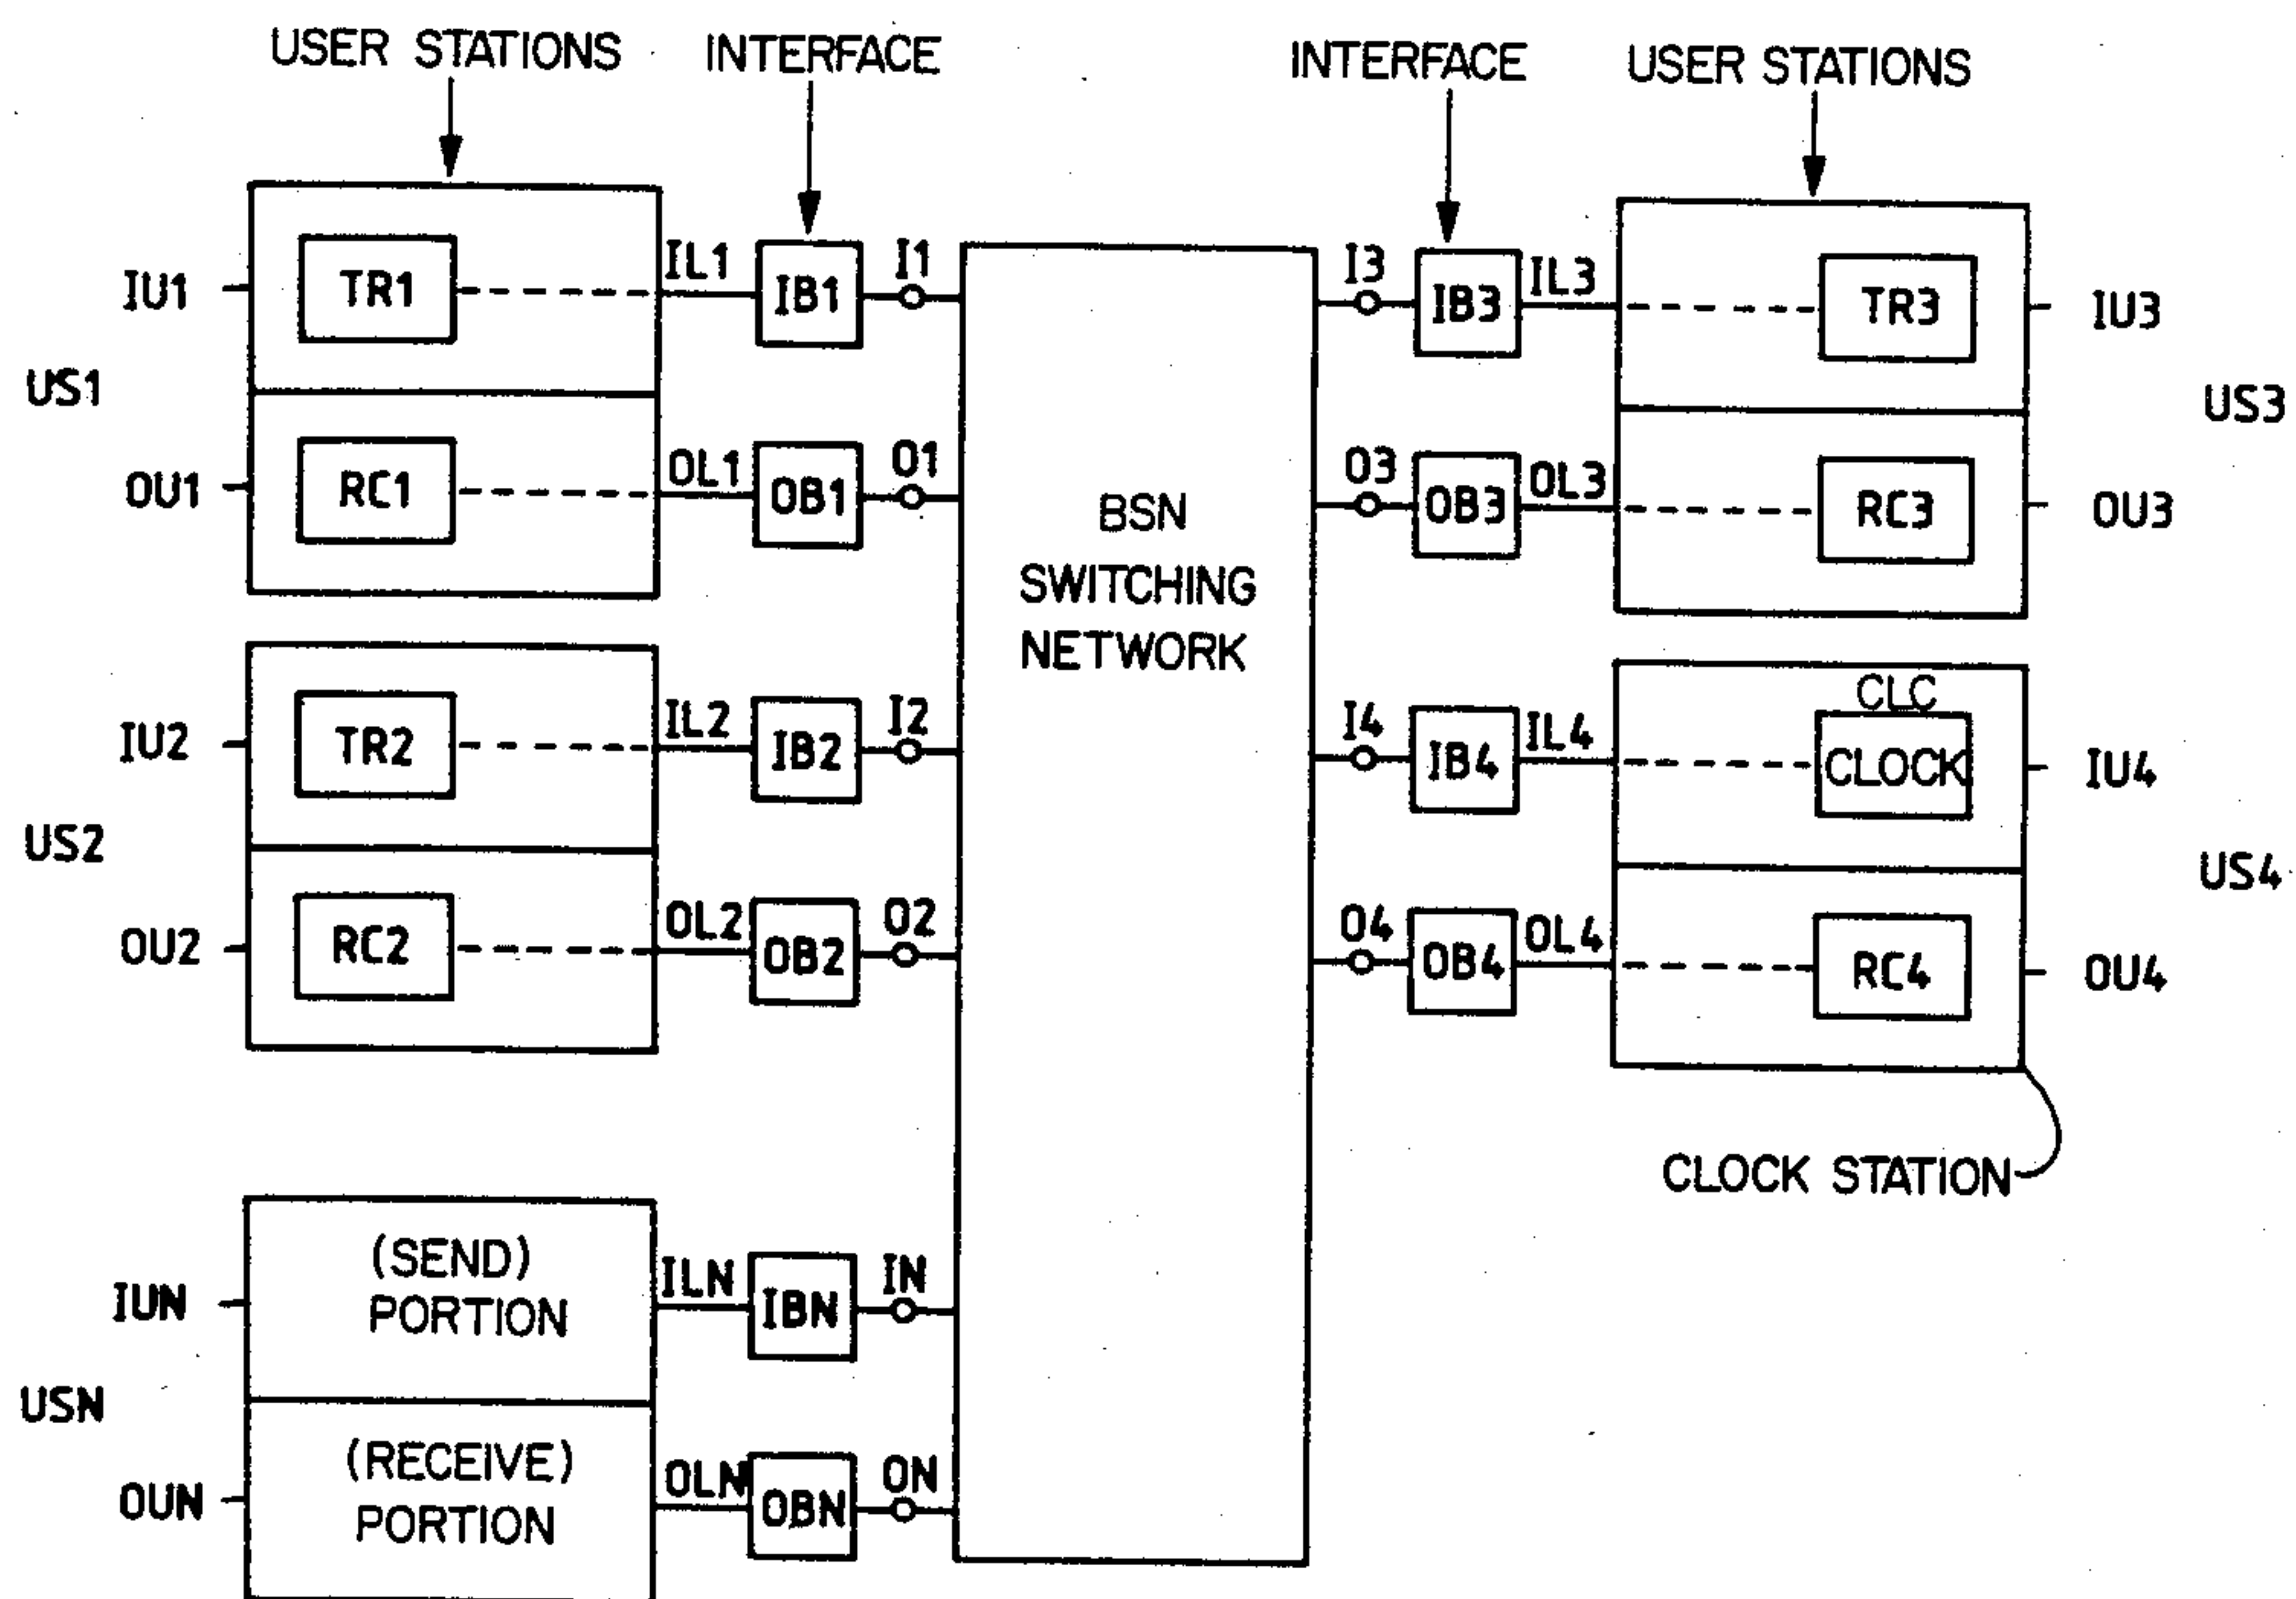 USER STATIONS
INTERFACE
INTERFACE
USER STATIONS
IU1
TR1
IL1
IB1
I1
US1
OU1
RC1
OL1
OB1
O1
IU2
TR2
IL2
IB2
I2
US2
OU2
RC2
OL2
OB2
O2
IUN
(SEND)
PORTION
ILN
IBN
IN
USN
OUN
(RECEIVE)
PORTION
OLN
OBN
ON
BSN
SWITCHING
NETWORK
I3
IB3
IL3
TR3
IU3
US3
O3
OB3
OL3
RC3
OU3
I4
IB4
IL4
CLC
CLOCK
IU4
US4
O4
OB4
OL4
RC4
OU4
CLOCK STATION